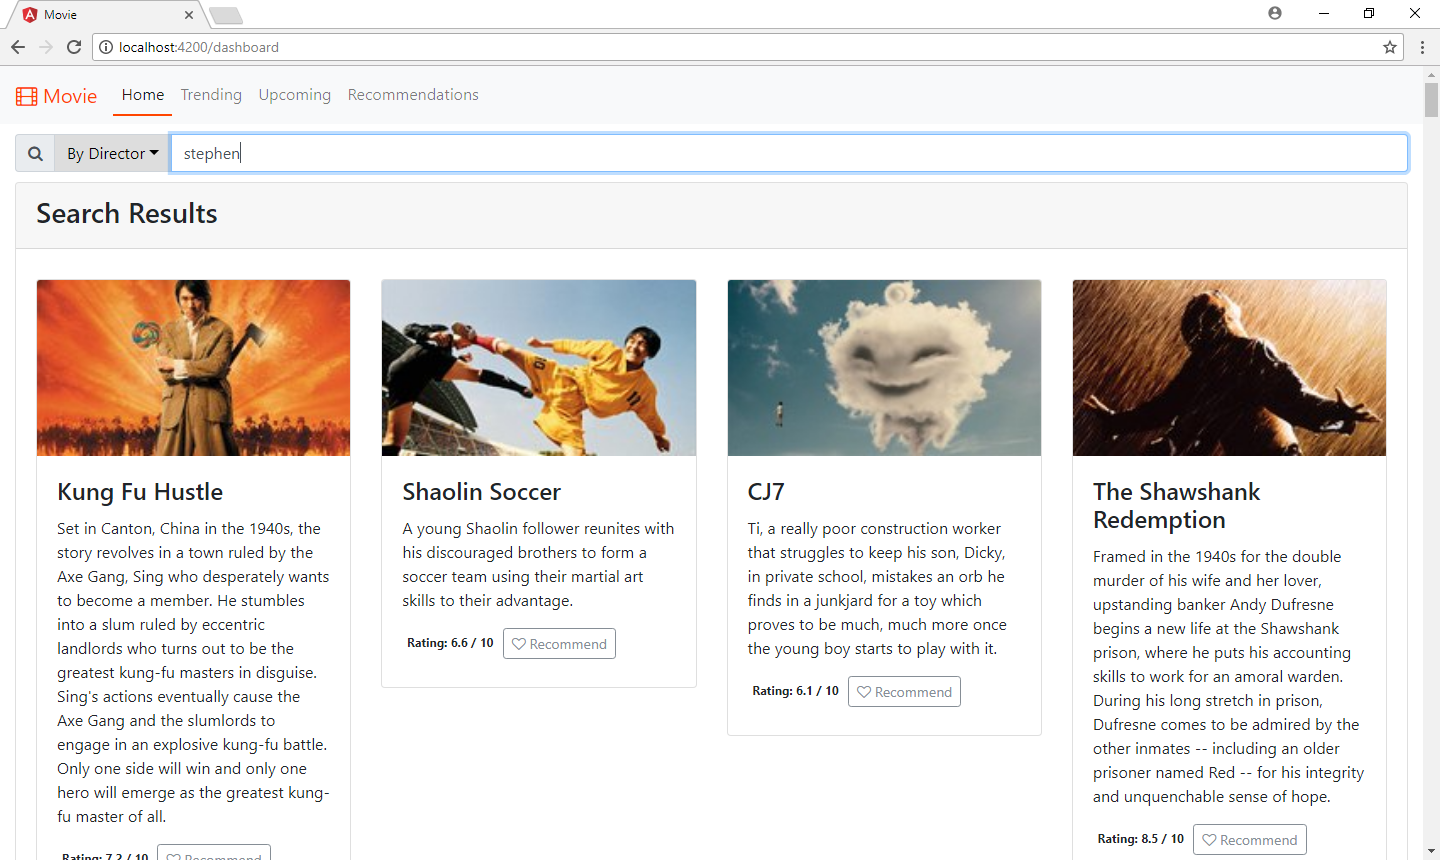 Movie
localhost:4200/dashboard
Movie Home Trending Upcoming Recommendations
By Director stephen
Search Results
Kung Fu Hustle
Set in Canton, China in the 1940s, the
story revolves in a town ruled by the
Axe Gang, Sing who desperately wants
to become a member. He stumbles
into a slum ruled by eccentric
landlords who turns out to be the
greatest kung-fu masters in disguise.
Sing's actions eventually cause the
Axe Gang and the slumlords to
engage in an explosive kung-fu battle.
Only one side will win and only one
hero will emerge as the greatest kung-
fu master of all.
Rating: 7.2 / 10 Recommend
Shaolin Soccer
A young Shaolin follower reunites with
his discouraged brothers to form a
soccer team using their martial art
skills to their advantage.
Rating: 6.6 / 10 Recommend
CJ7
Ti, a really poor construction worker
that struggles to keep his son, Dicky,
in private school, mistakes an orb he
finds in a junkjard for a toy which
proves to be much, much more once
the young boy starts to play with it.
Rating: 6.1 / 10 Recommend
The Shawshank
Redemption
Framed in the 1940s for the double
murder of his wife and her lover,
upstanding banker Andy Dufresne
begins a new life at the Shawshank
prison, where he puts his accounting
skills to work for an amoral warden.
During his long stretch in prison,
Dufresne comes to be admired by the
other inmates -- including an older
prisoner named Red -- for his integrity
and unquenchable sense of hope.
Rating: 8.5 / 10 Recommend